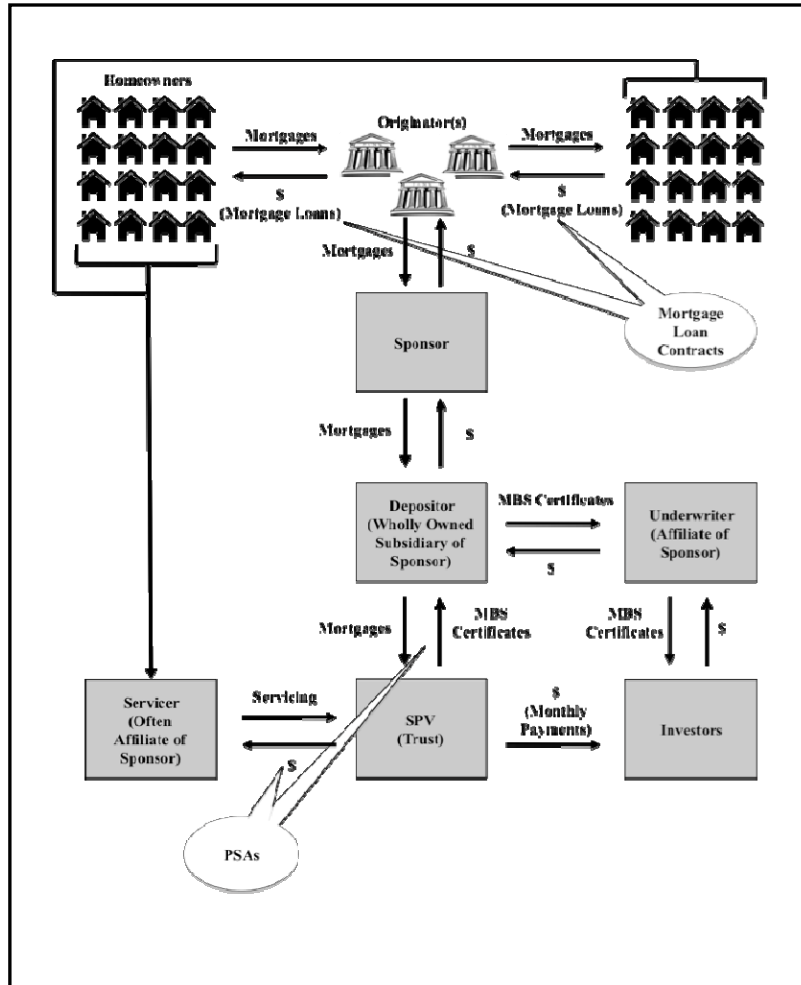 Homeowners
Originator(s)
Mortgages
Mortgages
$
(Mortgage Loans)
$
(Mortgage Loans)
Mortgages
$
Mortgage
Loan
Contracts
Sponsor
Mortgages
$
Depositor
(Wholly Owned
Subsidiary of
Sponsor)
MBS Certificates
$
Underwriter
(Affiliate of
Sponsor)
Mortgages
MBS
Certificates
MBS
Certificates
$
Servicer
(Often
Affiliate of
Sponsor)
Servicing
$
SPV
(Trust)
$
(Monthly
Payments)
Investors
PSAs